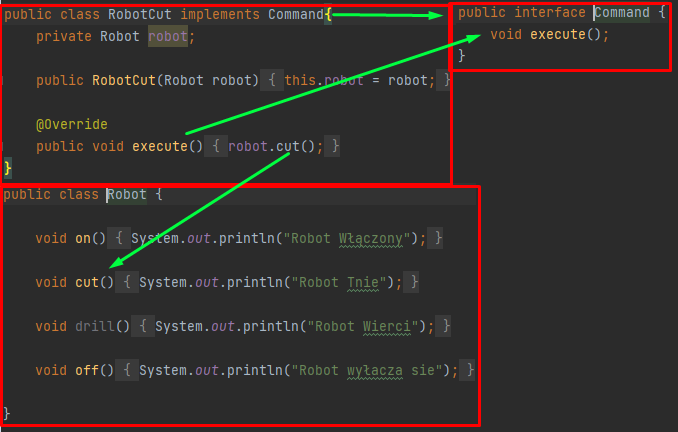 public class RobotCut implements Command{
private Robot robot;
public RobotCut(Robot robot) { this.robot = robot; }
@Override
public void execute() { robot.cut(); }
}
public interface Command {
void execute();
}
public class Robot {
void on() { System.out.println("Robot Włączony"); }
void cut() { System.out.println("Robot Tnie"); }
void drill() { System.out.println("Robot Wierci"); }
void off() { System.out.println("Robot wyłacza sie"); }
}